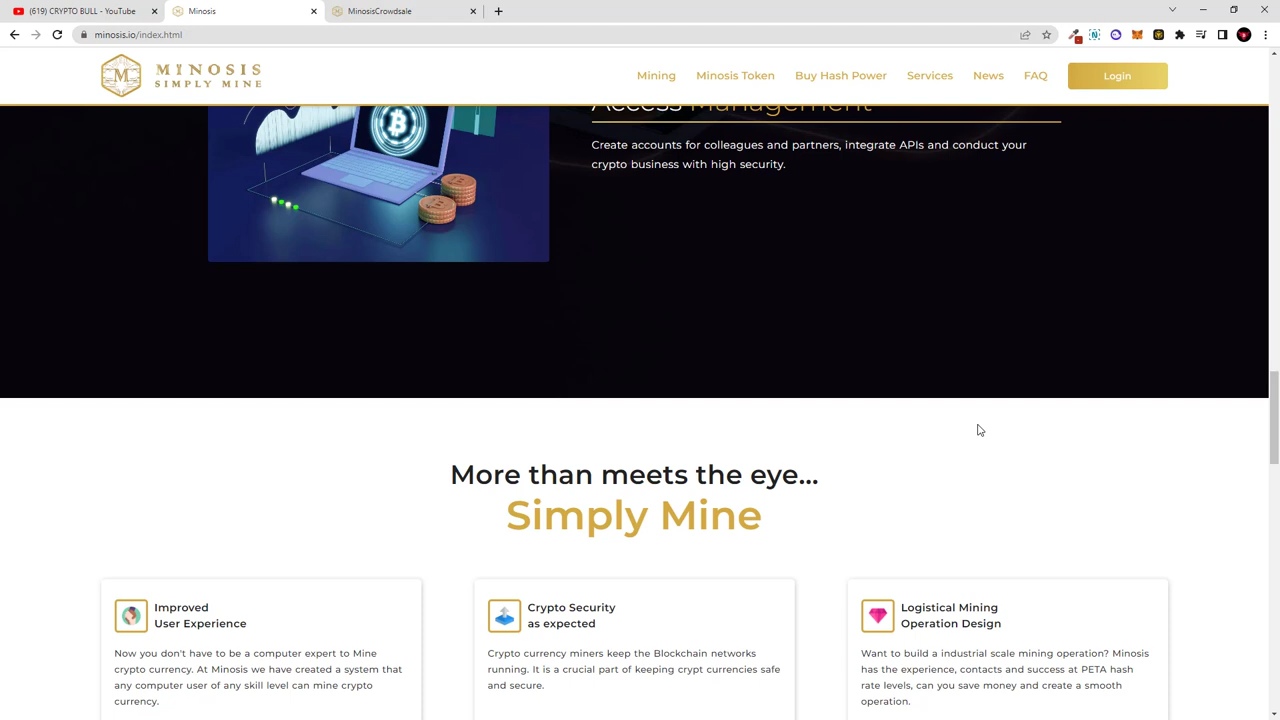 (619) CRYPTO BULL - YouTube
Minosis
MinosisCrowdsale
minosis.io/index.html
MINOSIS
SIMPLY MINE
Mining
Minosis Token
Buy Hash Power
Services
News
FAQ
Login
Access Management
Create accounts for colleagues and partners, integrate APIs and conduct your
crypto business with high security.
More than meets the eye...
Simply Mine
Improved
User Experience
Now you don't have to be a computer expert to Mine
crypto currency. At Minosis we have created a system that
any computer user of any skill level can mine crypto
currency.
Crypto Security
as expected
Crypto currency miners keep the Blockchain networks
running. It is a crucial part of keeping crypt currencies safe
and secure.
Logistical Mining
Operation Design
Want to build a industrial scale mining operation? Minosis
has the experience, contacts and success at PETA hash
rate levels, can you save money and create a smooth
operation.